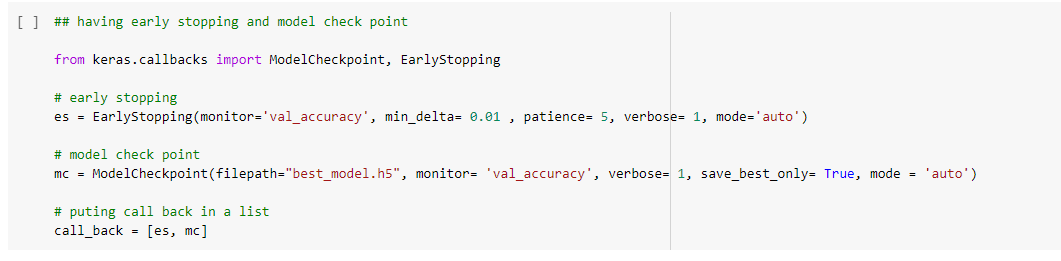 [ ] ## having early stopping and model check point
from keras.callbacks import ModelCheckpoint, EarlyStopping
# early stopping
es = EarlyStopping(monitor='val_accuracy', min_delta= 0.01 , patience= 5, verbose= 1, mode='auto')
# model check point
mc = ModelCheckpoint(filepath="best_model.h5", monitor= 'val_accuracy', verbose= 1, save_best_only= True, mode = 'auto')
# puting call back in a list
call_back = [es, mc]